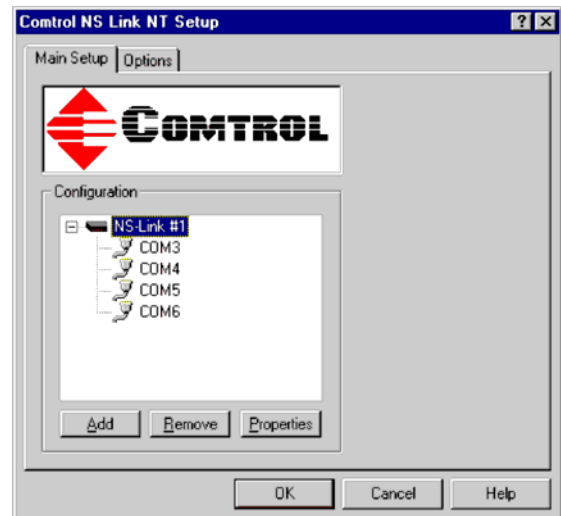 Comtrol NS Link NT Setup
Main Setup
Options
COMTROL
Configuration
NS-Link #1
COM3
COM4
COM5
COM6
Add
Remove
Properties
OK
Cancel
Help